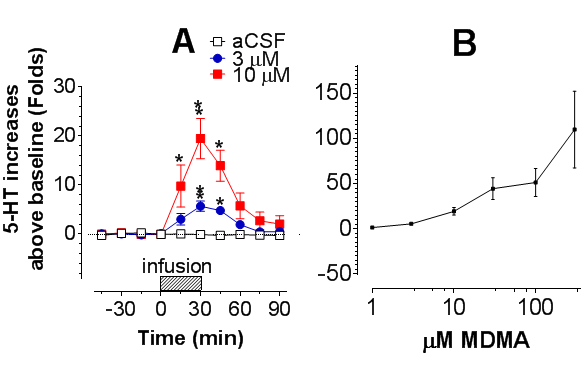 A
aCSF
3 μM
10 μM
5-HT increases
above baseline (Folds)
30
20
10
0
*
*
*
*
*
*
*
infusion
-30 0 30 60 90
Time (min)
B
150
100
50
0
-50
1 10 100
μM MDMA